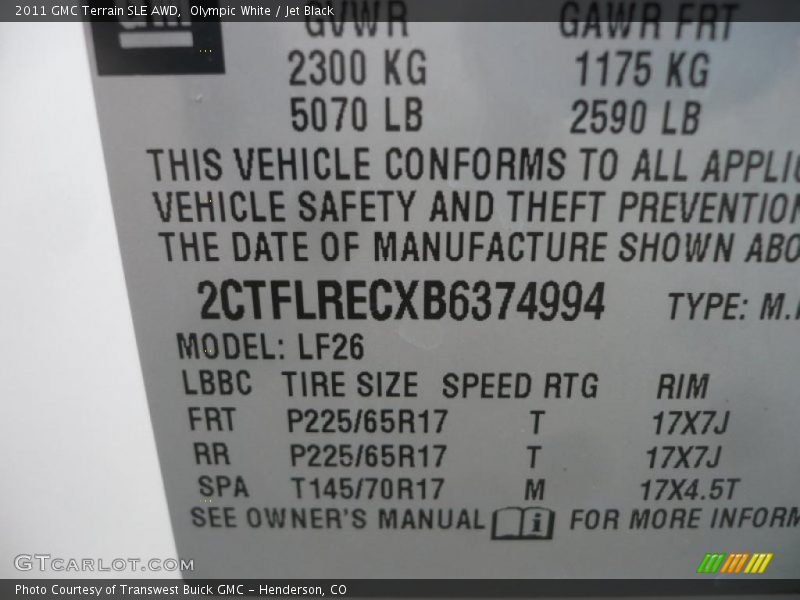 2011 GMC Terrain SLE AWD, Olympic White / Jet Black
GM
GVWR GAWR FRT
2300 KG 1175 KG
5070 LB 2590 LB
THIS VEHICLE CONFORMS TO ALL APPLIC
VEHICLE SAFETY AND THEFT PREVENTION
THE DATE OF MANUFACTURE SHOWN ABO
2CTFLRECXB6374994 TYPE: M.
MODEL: LF26
LBBC TIRE SIZE SPEED RTG RIM
FRT P225/65R17 T 17X7J
RR P225/65R17 T 17X7J
SPA T145/70R17 M 17X4.5T
SEE OWNER'S MANUAL i FOR MORE INFORM
GTcarlot.com
Photo Courtesy of Transwest Buick GMC - Henderson, CO